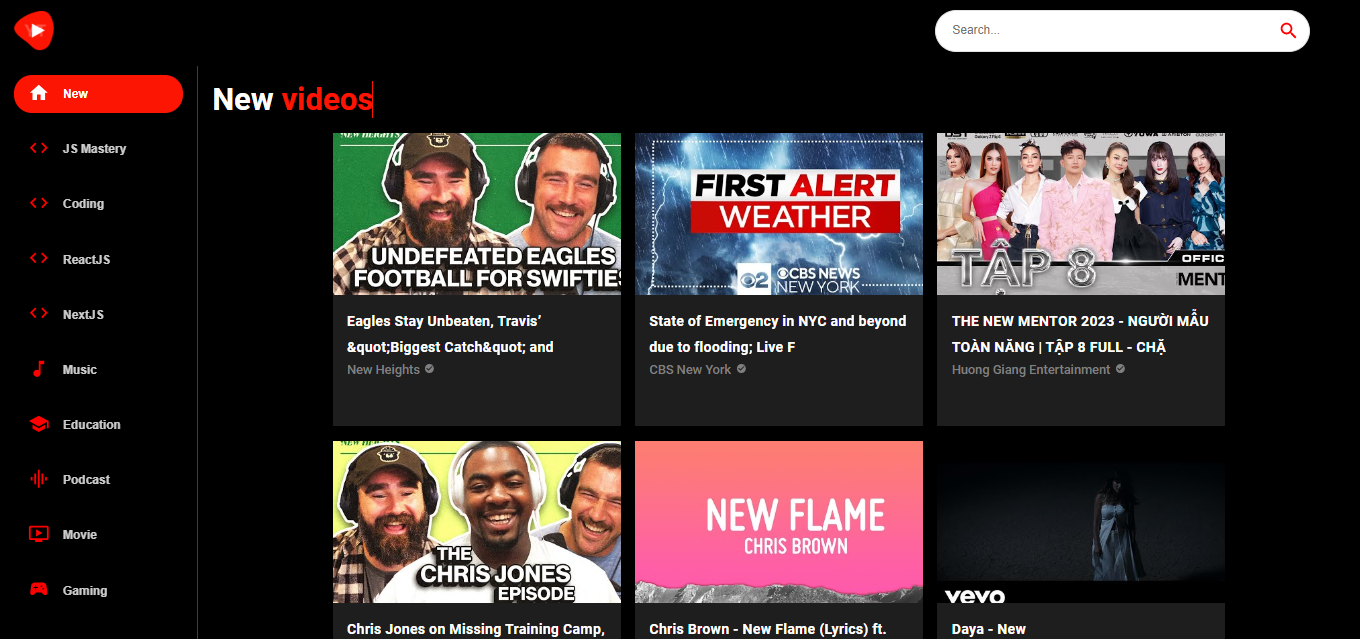 Search...
New
JS Mastery
Coding
ReactJS
NextJS
Music
Education
Podcast
Movie
Gaming
New videos
NEW HEIGHTS
UNDEFEATED EAGLES
FOOTBALL FOR SWIFTIES
Eagles Stay Unbeaten, Travis’
&quot;Biggest Catch&quot; and
New Heights
FIRST ALERT
WEATHER
2
CBS NEWS
NEW YORK
State of Emergency in NYC and beyond
due to flooding; Live F
CBS New York
TẬP 8
OFFIC
MENT
THE NEW MENTOR 2023 - NGƯỜI MẪU
TOÀN NĂNG | TẬP 8 FULL - CHẶ
Huong Giang Entertainment
THE
CHRIS JONES
EPISODE
Chris Jones on Missing Training Camp,
NEW FLAME
CHRIS BROWN
Chris Brown - New Flame (Lyrics) ft.
vevo
Daya - New